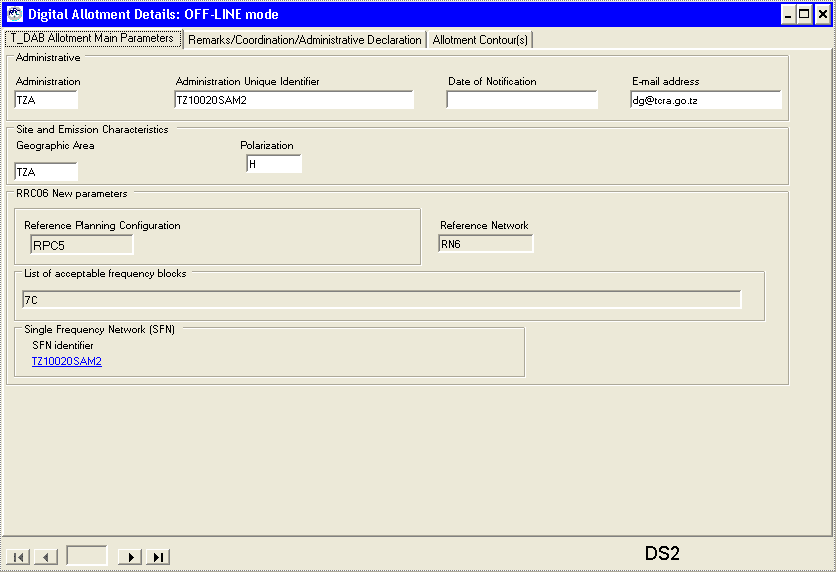 Digital Allotment Details: OFF-LINE mode
T_DAB Allotment Main Parameters Remarks/Coordination/Administrative Declaration Allotment Contour(s)
Administrative
Administration Administration Unique Identifier Date of Notification E-mail address
TZA TZ10020SAM2 dg@tcra.go.tz
Site and Emission Characteristics
Geographic Area Polarization
TZA H
RRC06 New parameters
Reference Planning Configuration Reference Network
RPC5 RN6
List of acceptable frequency blocks
7C
Single Frequency Network (SFN)
SFN identifier
TZ10020SAM2
DS2